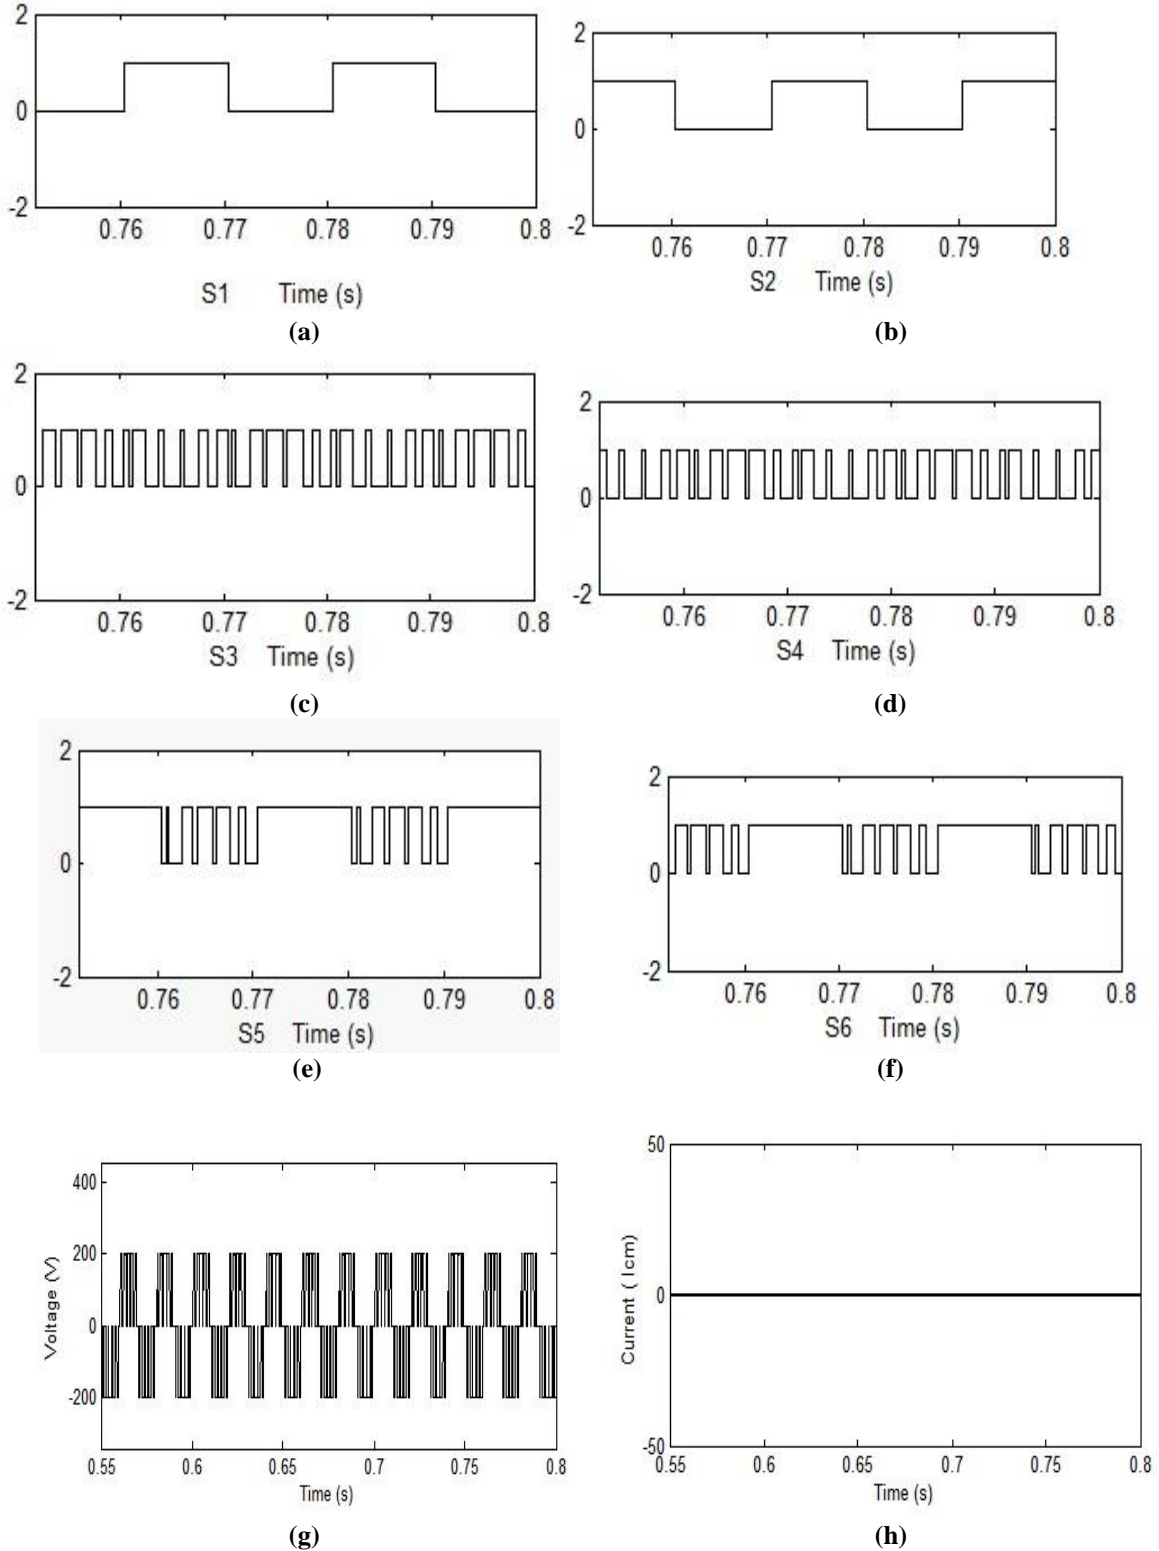 2
0
-2
0.76 0.77 0.78 0.79 0.8
S1 Time (s)
(a)
2
0
-2
0.76 0.77 0.78 0.79 0.8
S2 Time (s)
(b)
2
0
-2
0.76 0.77 0.78 0.79 0.8
S3 Time (s)
(c)
2
0
-2
0.76 0.77 0.78 0.79 0.8
S4 Time (s)
(d)
2
0
-2
0.76 0.77 0.78 0.79 0.8
S5 Time (s)
(e)
2
0
-2
0.76 0.77 0.78 0.79 0.8
S6 Time (s)
(f)
400
200
0
-200
Voltage (V)
0.55 0.6 0.65 0.7 0.75 0.8
Time (s)
(g)
50
0
-50
Current ( Icm)
0.55 0.6 0.65 0.7 0.75 0.8
Time (s)
(h)